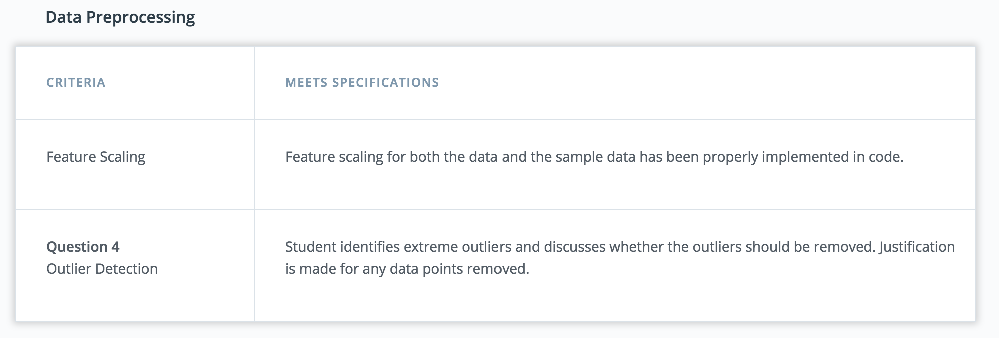 Data Preprocessing
CRITERIA
MEETS SPECIFICATIONS
Feature Scaling
Feature scaling for both the data and the sample data has been properly implemented in code.
Question 4
Outlier Detection
Student identifies extreme outliers and discusses whether the outliers should be removed. Justification
is made for any data points removed.